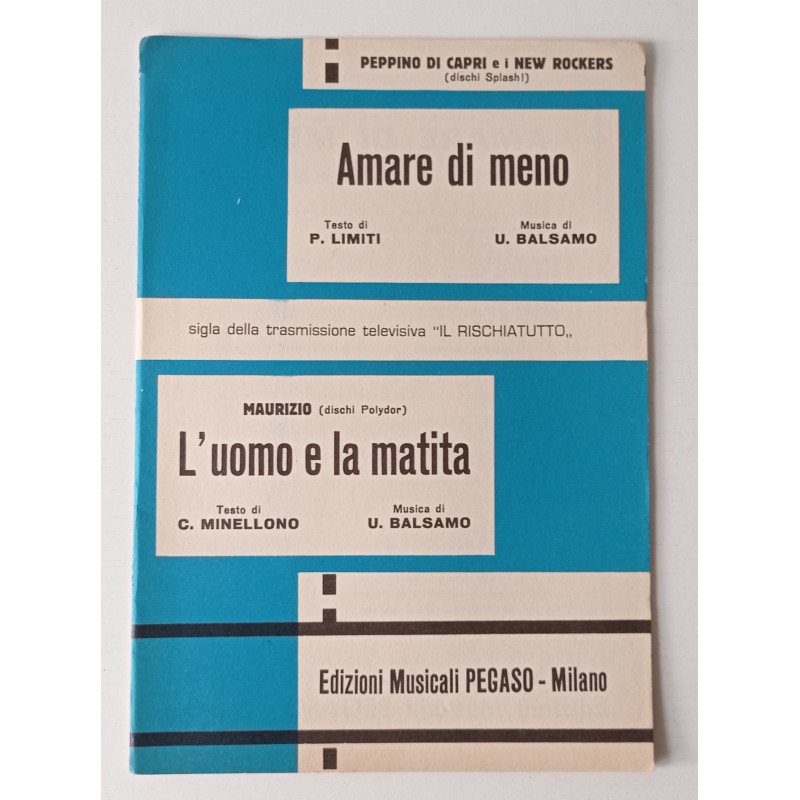 PEPPINO DI CAPRI e i NEW ROCKERS
(dischi Splash!)
Amare di meno
Testo di
P. LIMITI
Musica di
U. BALSAMO
sigla della trasmissione televisiva "IL RISCHIATUTTO„
MAURIZIO (dischi Polydor)
L'uomo e la matita
Testo di
C. MINELLONO
Musica di
U. BALSAMO
Edizioni Musicali PEGASO - Milano